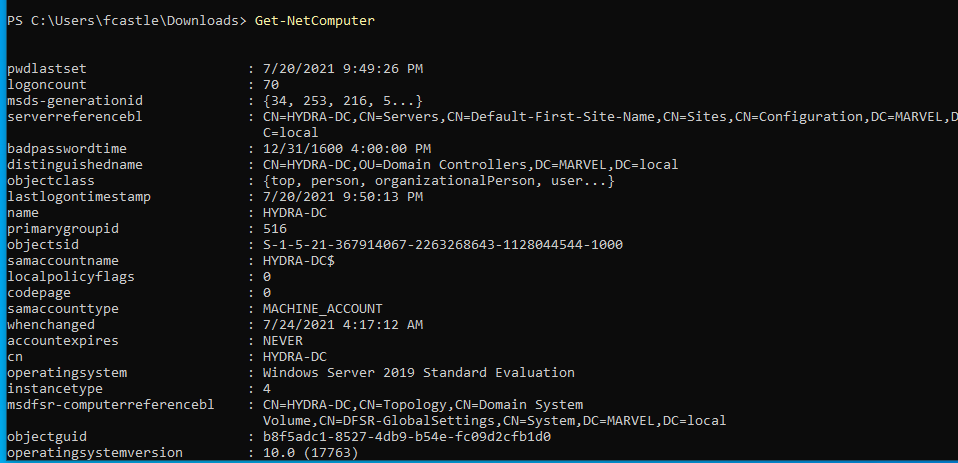 PS C:\Users\fcastle\Downloads> Get-NetComputer
pwdlastset : 7/20/2021 9:49:26 PM
logoncount : 70
msds-generationid : {34, 253, 216, 5...}
serverreferencebl : CN=HYDRA-DC,CN=Servers,CN=Default-First-Site-Name,CN=Sites,CN=Configuration,DC=MARVEL,D
C=local
badpasswordtime : 12/31/1600 4:00:00 PM
distinguishedname : CN=HYDRA-DC,OU=Domain Controllers,DC=MARVEL,DC=local
objectclass : {top, person, organizationalPerson, user...}
lastlogontimestamp : 7/20/2021 9:50:13 PM
name : HYDRA-DC
primarygroupid : 516
objectsid : S-1-5-21-367914067-2263268643-1128044544-1000
samaccountname : HYDRA-DC$
localpolicyflags : 0
codepage : 0
samaccounttype : MACHINE_ACCOUNT
whenchanged : 7/24/2021 4:17:12 AM
accountexpires : NEVER
cn : HYDRA-DC
operatingsystem : Windows Server 2019 Standard Evaluation
instancetype : 4
msdfsr-computerreferencebl : CN=HYDRA-DC,CN=Topology,CN=Domain System
Volume,CN=DFSR-GlobalSettings,CN=System,DC=MARVEL,DC=local
objectguid : b8f5adc1-8527-4db9-b54e-fc09d2cfb1d0
operatingsystemversion : 10.0 (17763)